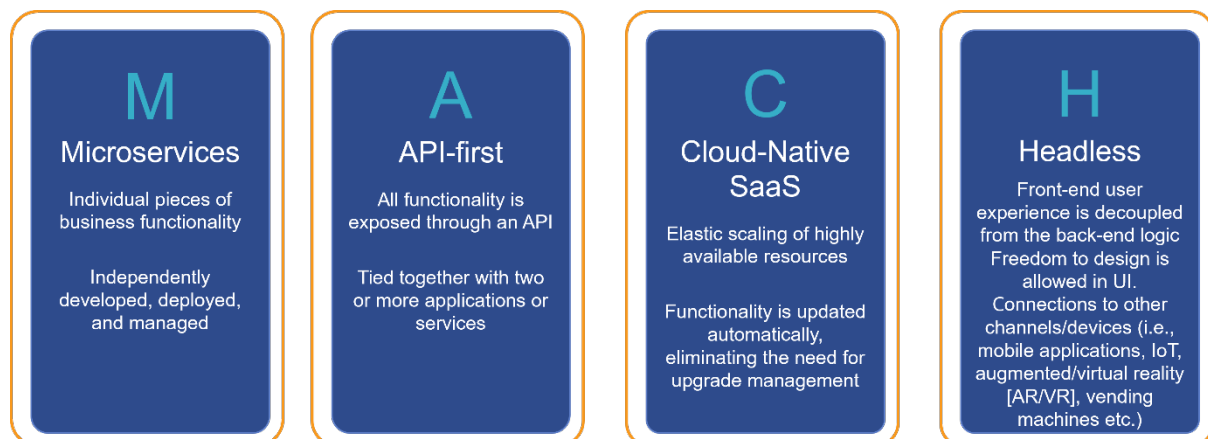 M
Microservices
Individual pieces of
business functionality
Independently
developed, deployed,
and managed
A
API-first
All functionality is
exposed through an API
Tied together with two
or more applications or
services
C
Cloud-Native
SaaS
Elastic scaling of highly
available resources
Functionality is updated
automatically,
eliminating the need for
upgrade management
H
Headless
Front-end user
experience is decoupled
from the back-end logic
Freedom to design is
allowed in UI.
Connections to other
channels/devices (i.e.,
mobile applications, IoT,
augmented/virtual reality
[AR/VR], vending
machines etc.)